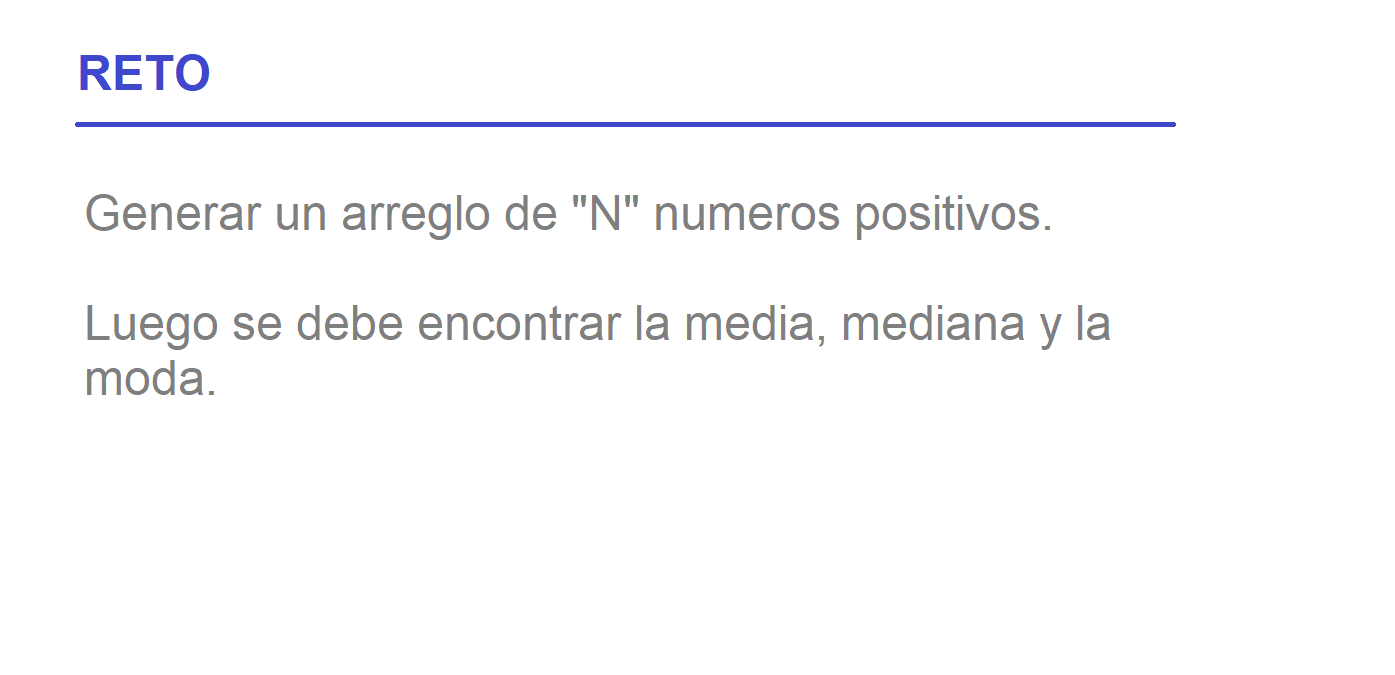 RETO
Generar un arreglo de "N" numeros positivos.
Luego se debe encontrar la media, mediana y la
moda.